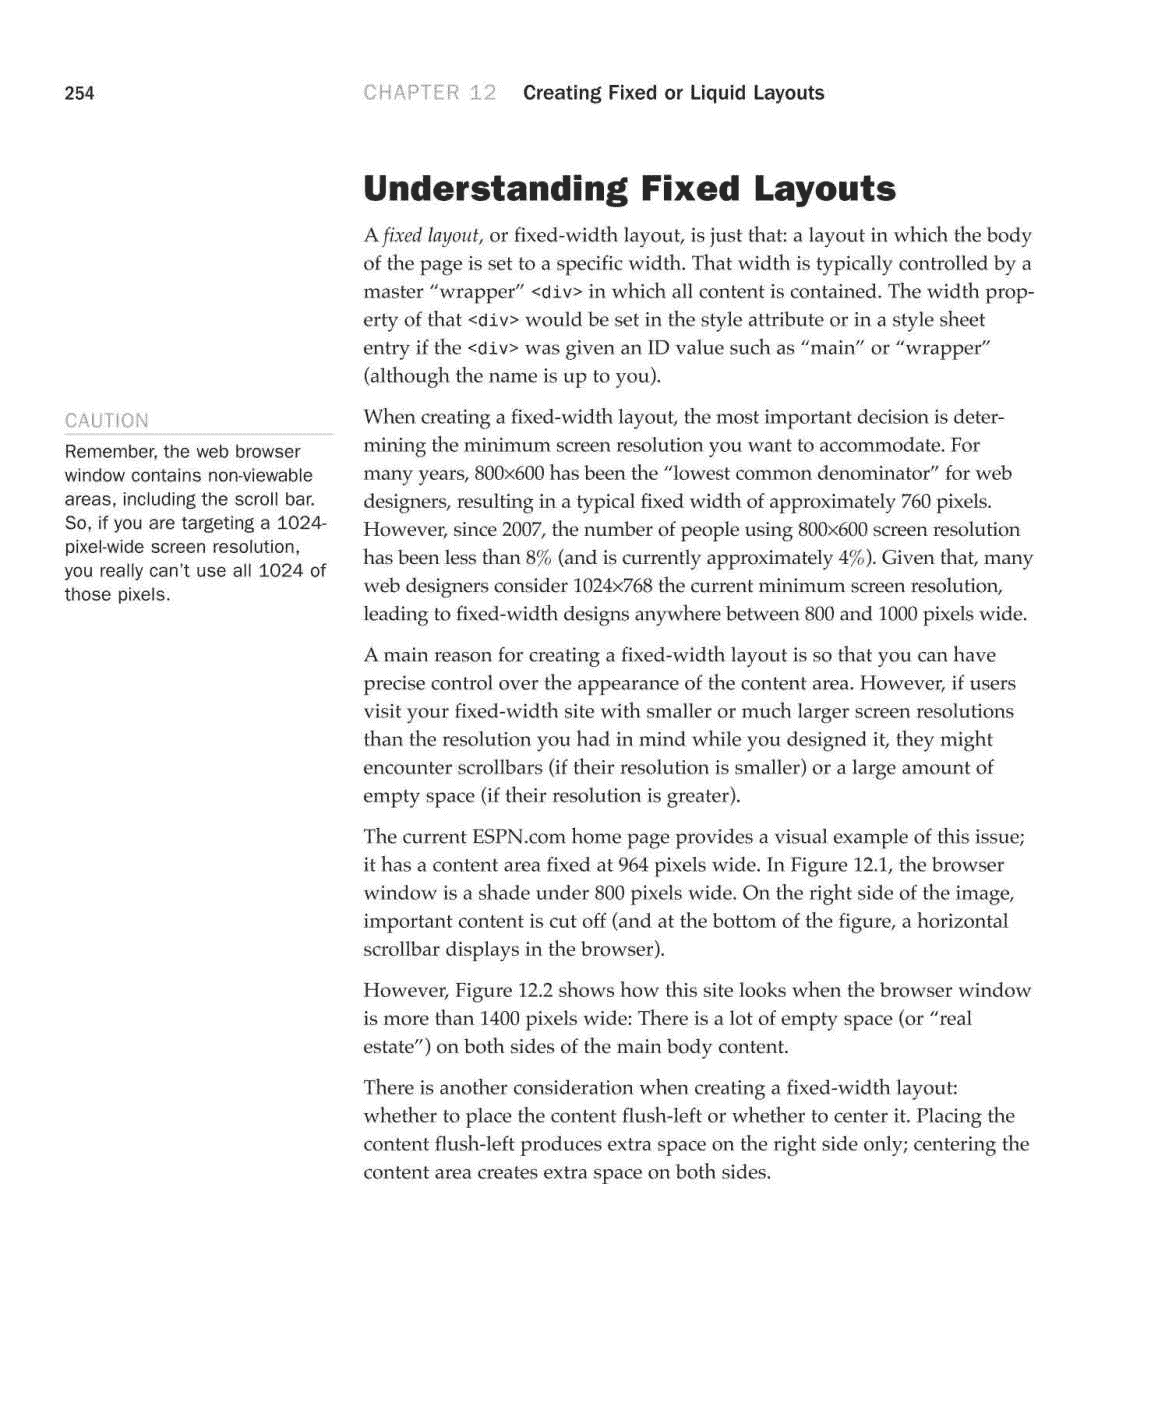 254
CHAPTER 12 Creating Fixed or Liquid Layouts
Understanding Fixed Layouts
A fixed layout, or fixed-width layout, is just that: a layout in which the body
of the page is set to a specific width. That width is typically controlled by a
master “wrapper” <div> in which all content is contained. The width prop-
erty of that <div> would be set in the style attribute or in a style sheet
entry if the <div> was given an ID value such as “main” or “wrapper”
(although the name is up to you).
CAUTION
Remember, the web browser
window contains non-viewable
areas, including the scroll bar.
So, if you are targeting a 1024-
pixel-wide screen resolution,
you really can’t use all 1024 of
those pixels.
When creating a fixed-width layout, the most important decision is deter-
mining the minimum screen resolution you want to accommodate. For
many years, 800×600 has been the “lowest common denominator” for web
designers, resulting in a typical fixed width of approximately 760 pixels.
However, since 2007, the number of people using 800×600 screen resolution
has been less than 8% (and is currently approximately 4%). Given that, many
web designers consider 1024×768 the current minimum screen resolution,
leading to fixed-width designs anywhere between 800 and 1000 pixels wide.
A main reason for creating a fixed-width layout is so that you can have
precise control over the appearance of the content area. However, if users
visit your fixed-width site with smaller or much larger screen resolutions
than the resolution you had in mind while you designed it, they might
encounter scrollbars (if their resolution is smaller) or a large amount of
empty space (if their resolution is greater).
The current ESPN.com home page provides a visual example of this issue;
it has a content area fixed at 964 pixels wide. In Figure 12.1, the browser
window is a shade under 800 pixels wide. On the right side of the image,
important content is cut off (and at the bottom of the figure, a horizontal
scrollbar displays in the browser).
However, Figure 12.2 shows how this site looks when the browser window
is more than 1400 pixels wide: There is a lot of empty space (or “real
estate”) on both sides of the main body content.
There is another consideration when creating a fixed-width layout:
whether to place the content flush-left or whether to center it. Placing the
content flush-left produces extra space on the right side only; centering the
content area creates extra space on both sides.